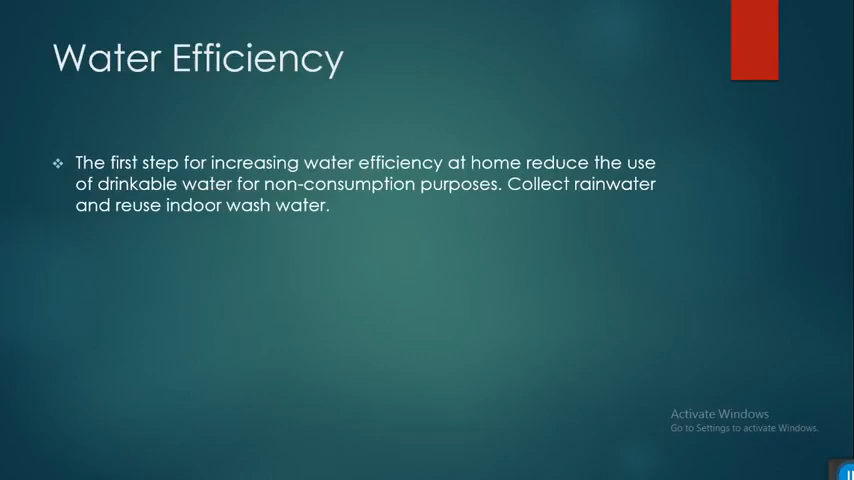 Water Efficiency
The first step for increasing water efficiency at home reduce the use
of drinkable water for non-consumption purposes. Collect rainwater
and reuse indoor wash water.
Activate Windows
Go to Settings to activate Windows.